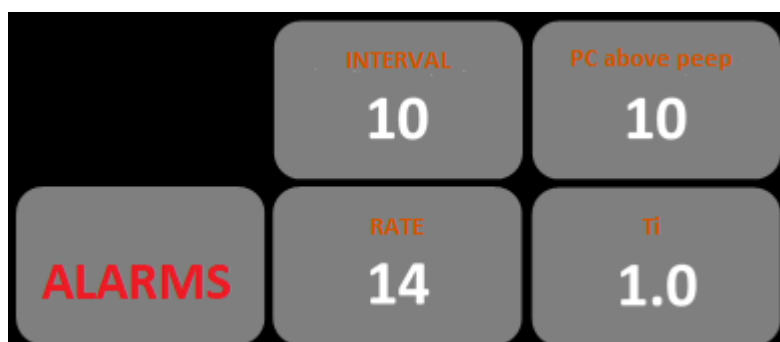 INTERVAL
10
PC above peep
10
ALARMS
RATE
14
Ti
1.0